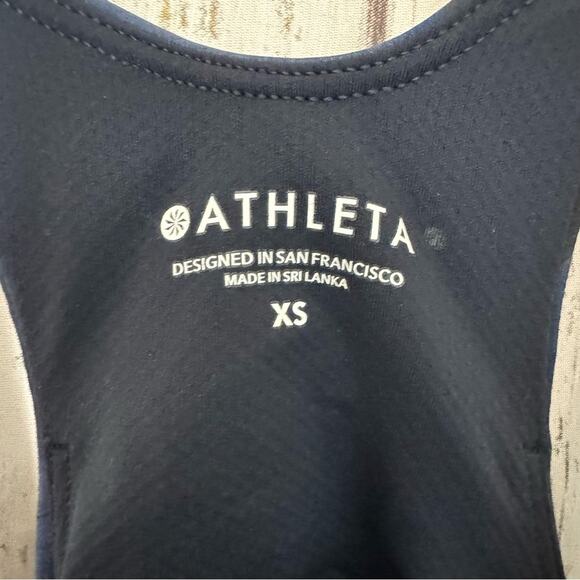 ATHLETA
DESIGNED IN SAN FRANCISCO
MADE IN SRI LANKA
XS